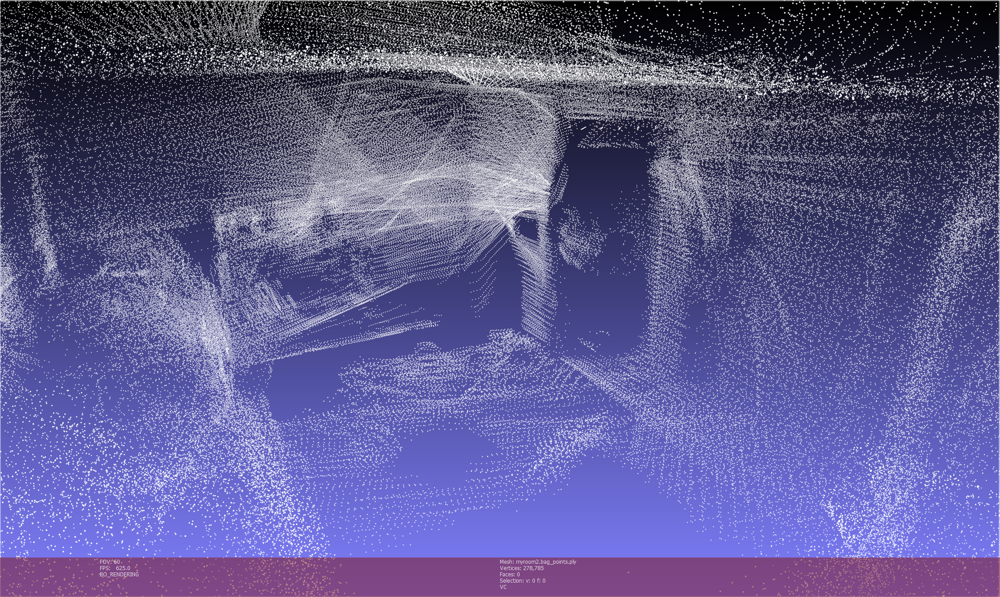 FOV: 60
FPS: 625.0
BO_RENDERING
Mesh: myroom2.bag_points.ply
Vertices: 278,785
Faces: 0
Selection: v: 0 f: 0
VC